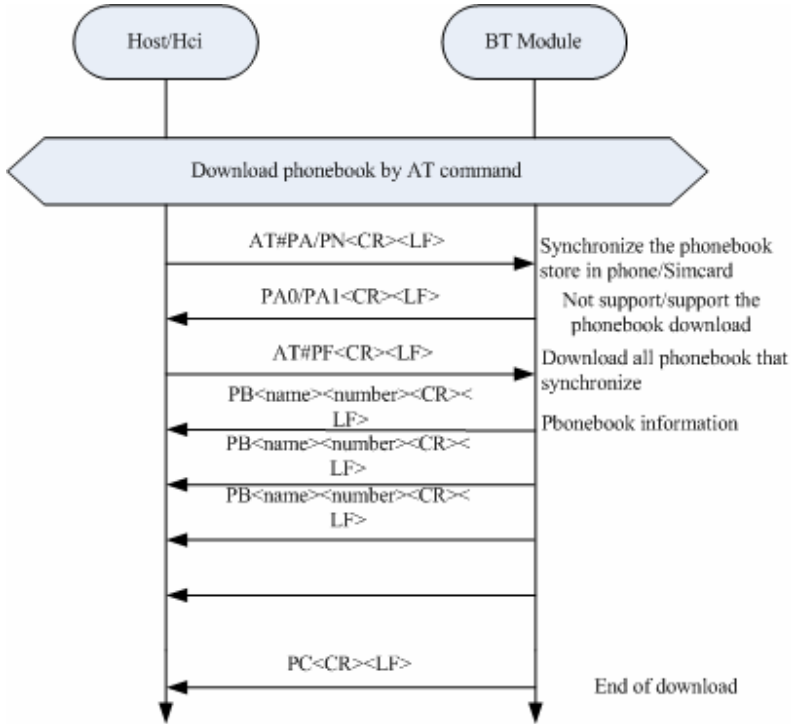 Host/Hci
BT Module
Download phonebook by AT command
AT#PA/PN<CR><LF>
Synchronize the phonebook
store in phone/Simcard
PA0/PA1<CR><LF>
Not support/support the
phonebook download
AT#PF<CR><LF>
Download all phonebook that
synchronize
PB<name><number><CR><
LF>
Pbonebook information
PB<name><number><CR><
LF>
PB<name><number><CR><
LF>
PC<CR><LF>
End of download